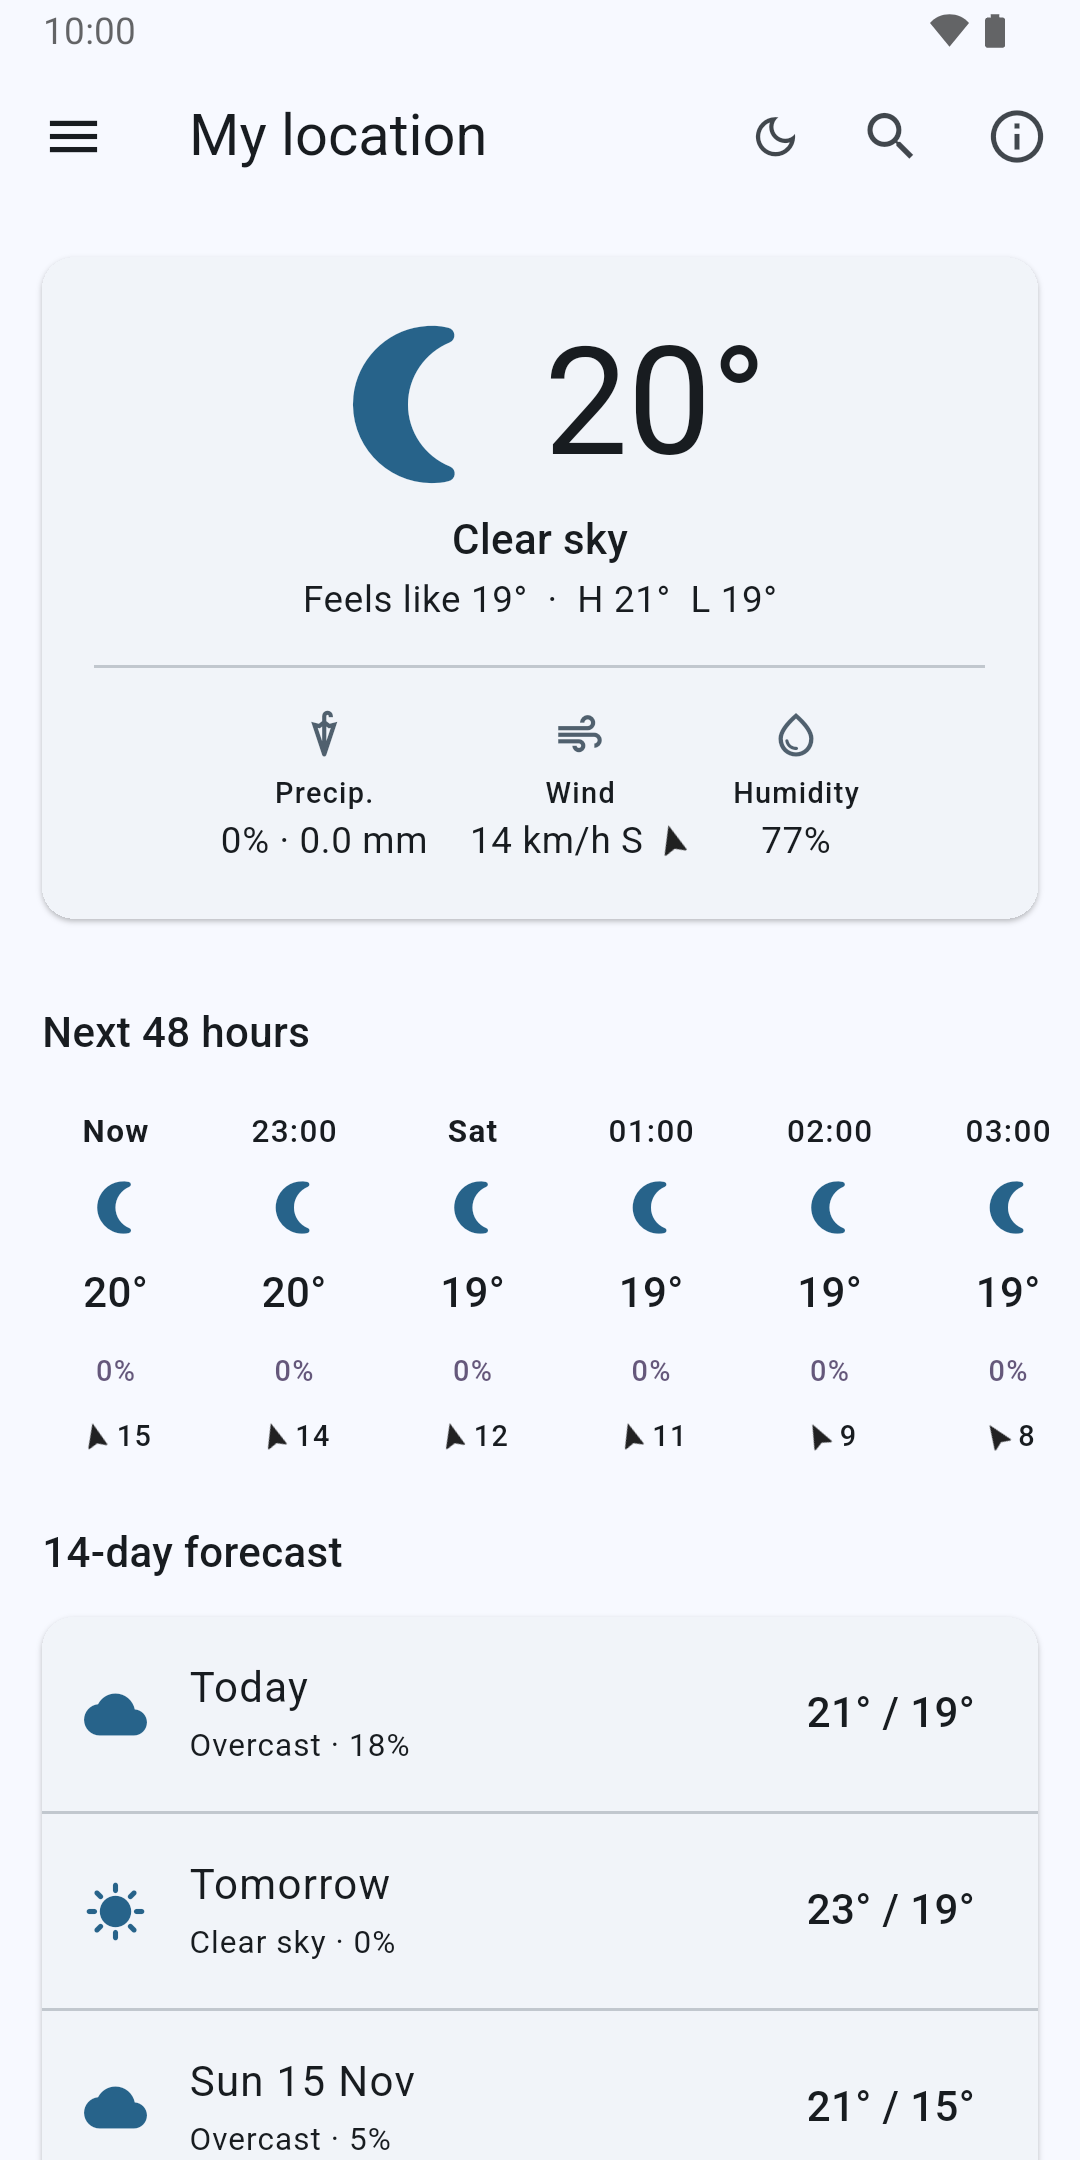 10:00
My location
20°
Clear sky
Feels like 19° · H 21° L 19°
Precip. Wind Humidity
0% · 0.0 mm 14 km/h S 77%
Next 48 hours
Now 23:00 Sat 01:00 02:00 03:00
20° 20° 19° 19° 19° 19°
0% 0% 0% 0% 0% 0%
15 14 12 11 9 8
14-day forecast
Today
21° / 19°
Overcast · 18%
Tomorrow
23° / 19°
Clear sky · 0%
Sun 15 Nov
21° / 15°
Overcast · 5%